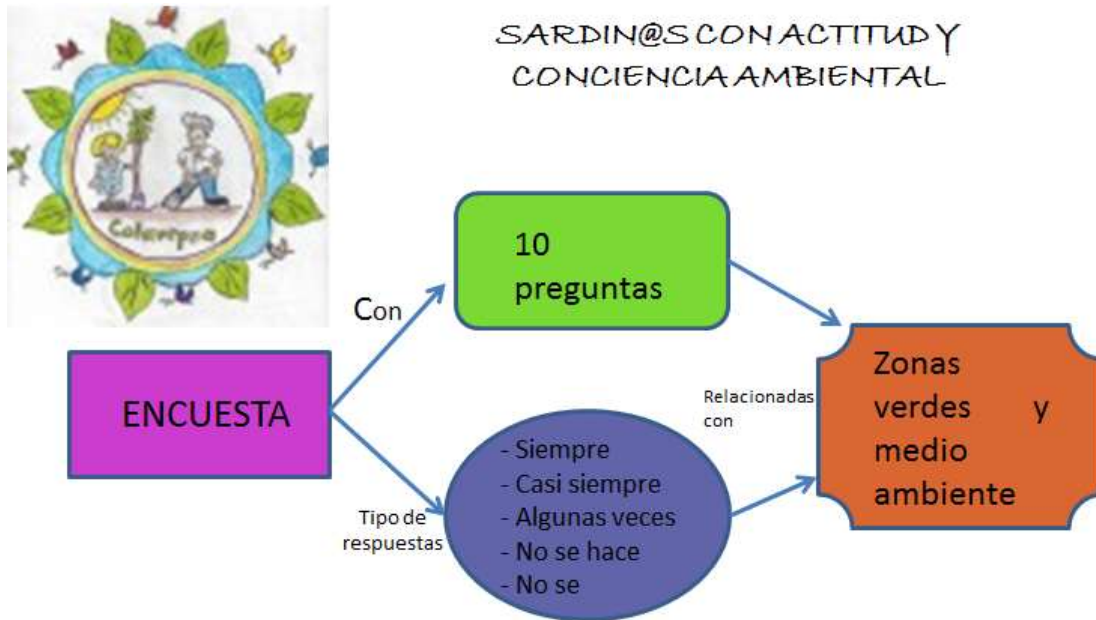 SARDIN@S CON ACTITUD Y
CONCIENCIA AMBIENTAL
Con
10
preguntas
ENCUESTA
Tipo de
respuestas
- Siempre
- Casi siempre
- Algunas veces
- No se hace
- No se
Relacionadas
con
Zonas
verdes y
medio
ambiente